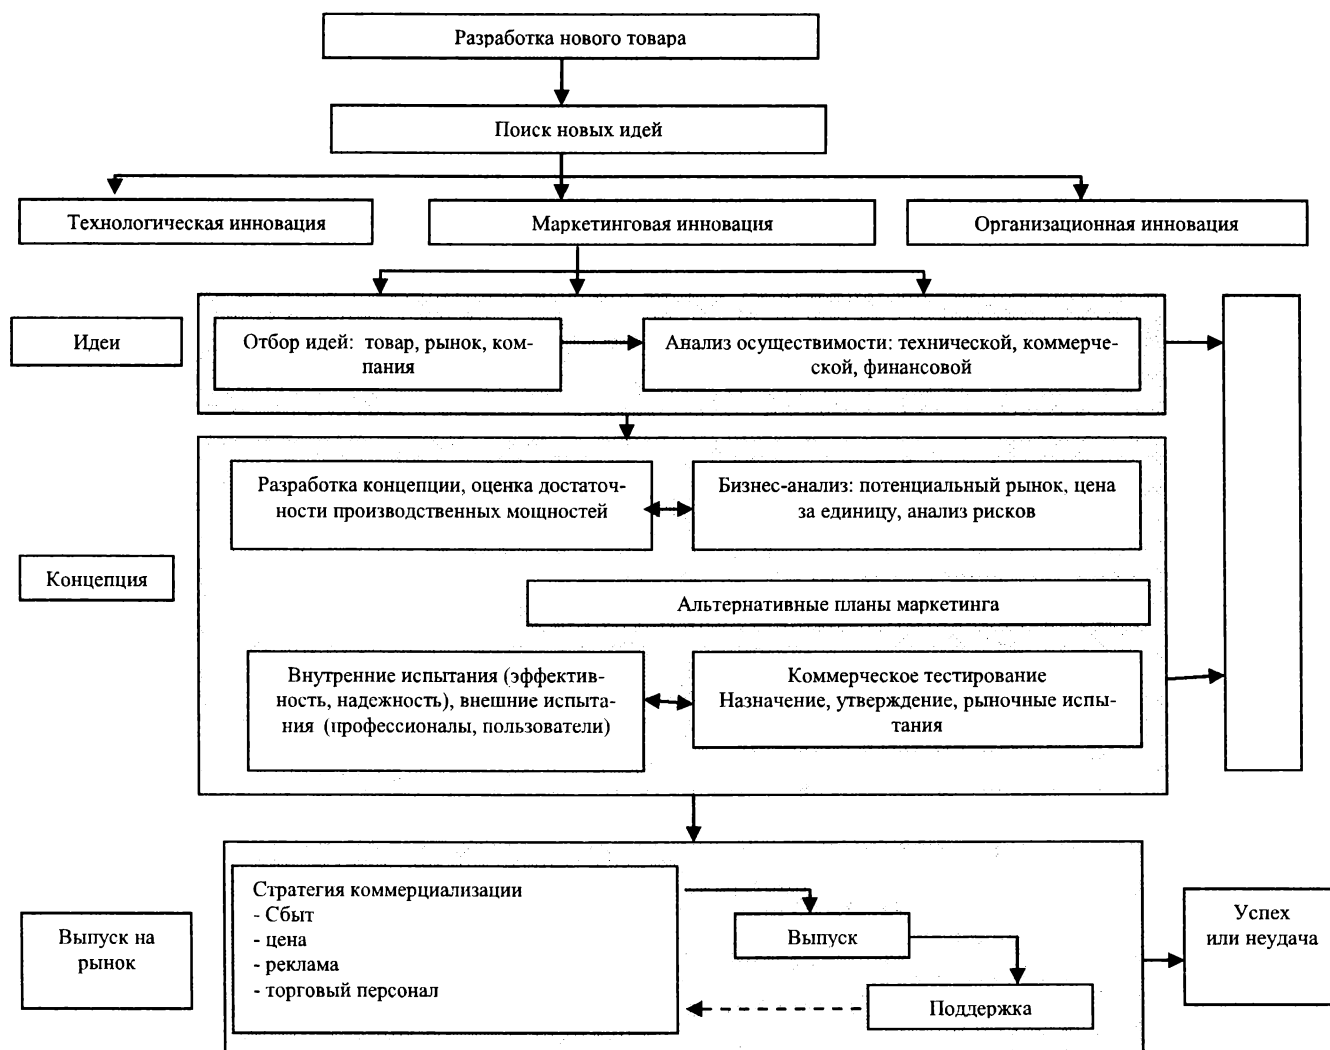 Разработка нового товара
Поиск новых идей
Технологическая инновация
Маркетинговая инновация
Организационная инновация
Идеи
Отбор идей: товар, рынок, ком-
пания
Анализ осуществимости: технической, коммерче-
ской, финансовой
Разработка концепции, оценка достаточ-
ности производственных мощностей
Бизнес-анализ: потенциальный рынок, цена
за единицу, анализ рисков
Концепция
Альтернативные планы маркетинга
Внутренние испытания (эффектив-
ность, надежность), внешние испыта-
ния (профессионалы, пользователи)
Коммерческое тестирование
Назначение, утверждение, рыночные испы-
тания
Выпуск на
рынок
Стратегия коммерциализации
- Сбыт
- цена
- реклама
- торговый персонал
Выпуск
Поддержка
Успех
или неудача